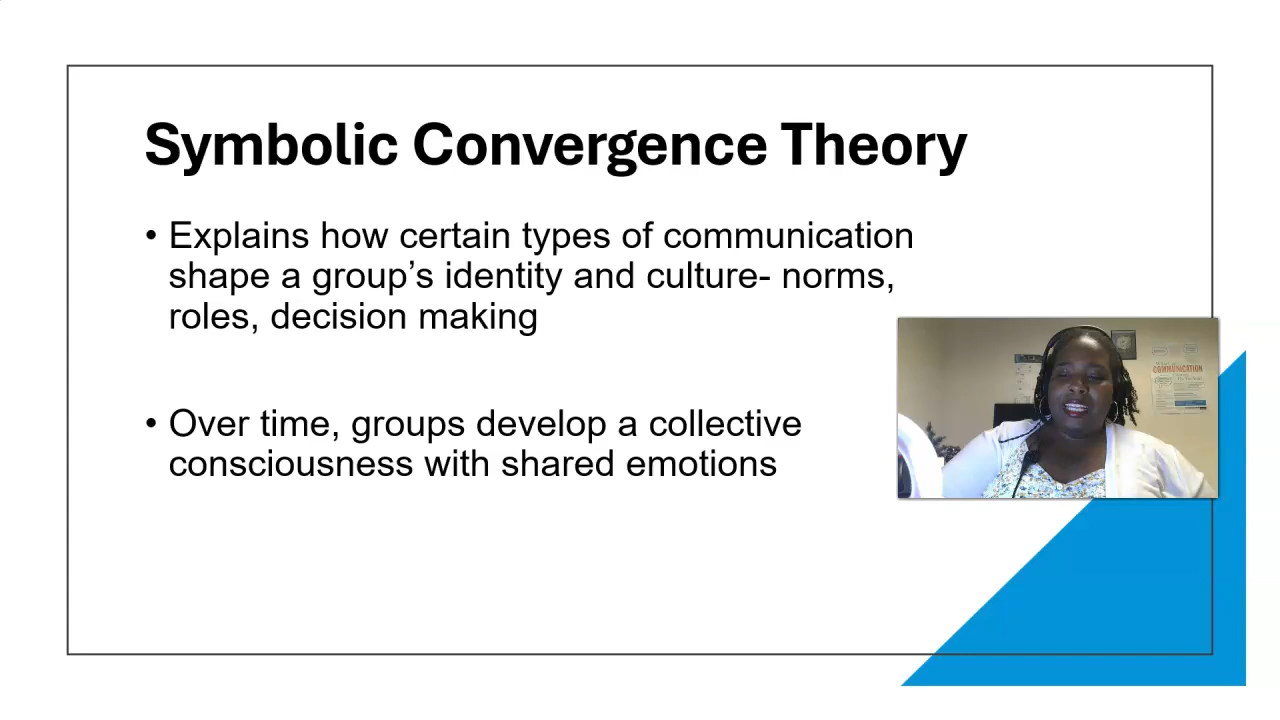 Symbolic Convergence Theory
• Explains how certain types of communication
shape a group’s identity and culture- norms,
roles, decision making
• Over time, groups develop a collective
consciousness with shared emotions
COMMUNICATION